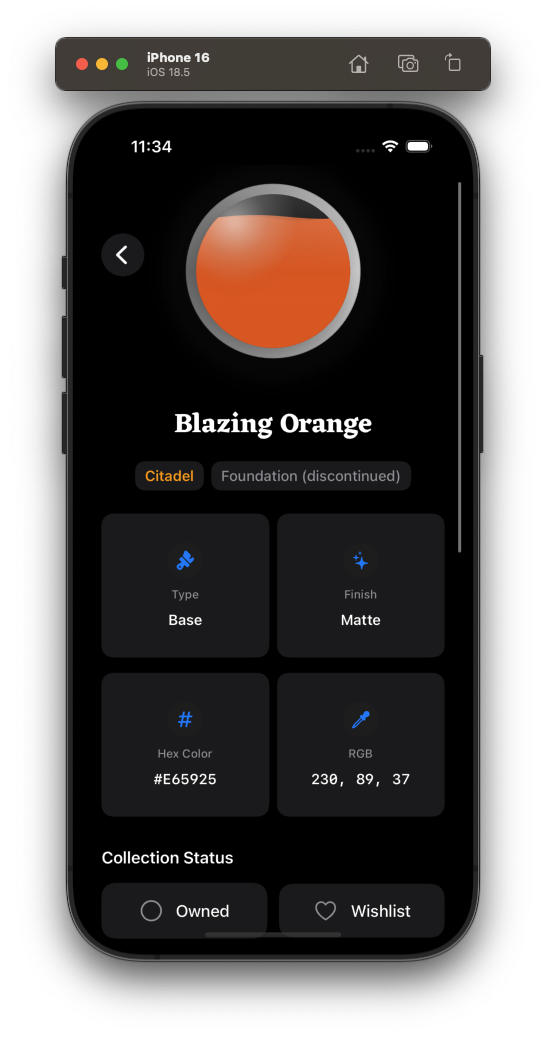 iPhone 16
iOS 18.5
11:34
Blazing Orange
Citadel Foundation (discontinued)
Type Finish
Base Matte
# 
Hex Color RGB
#E65925 230, 89, 37
Collection Status
Owned Wishlist